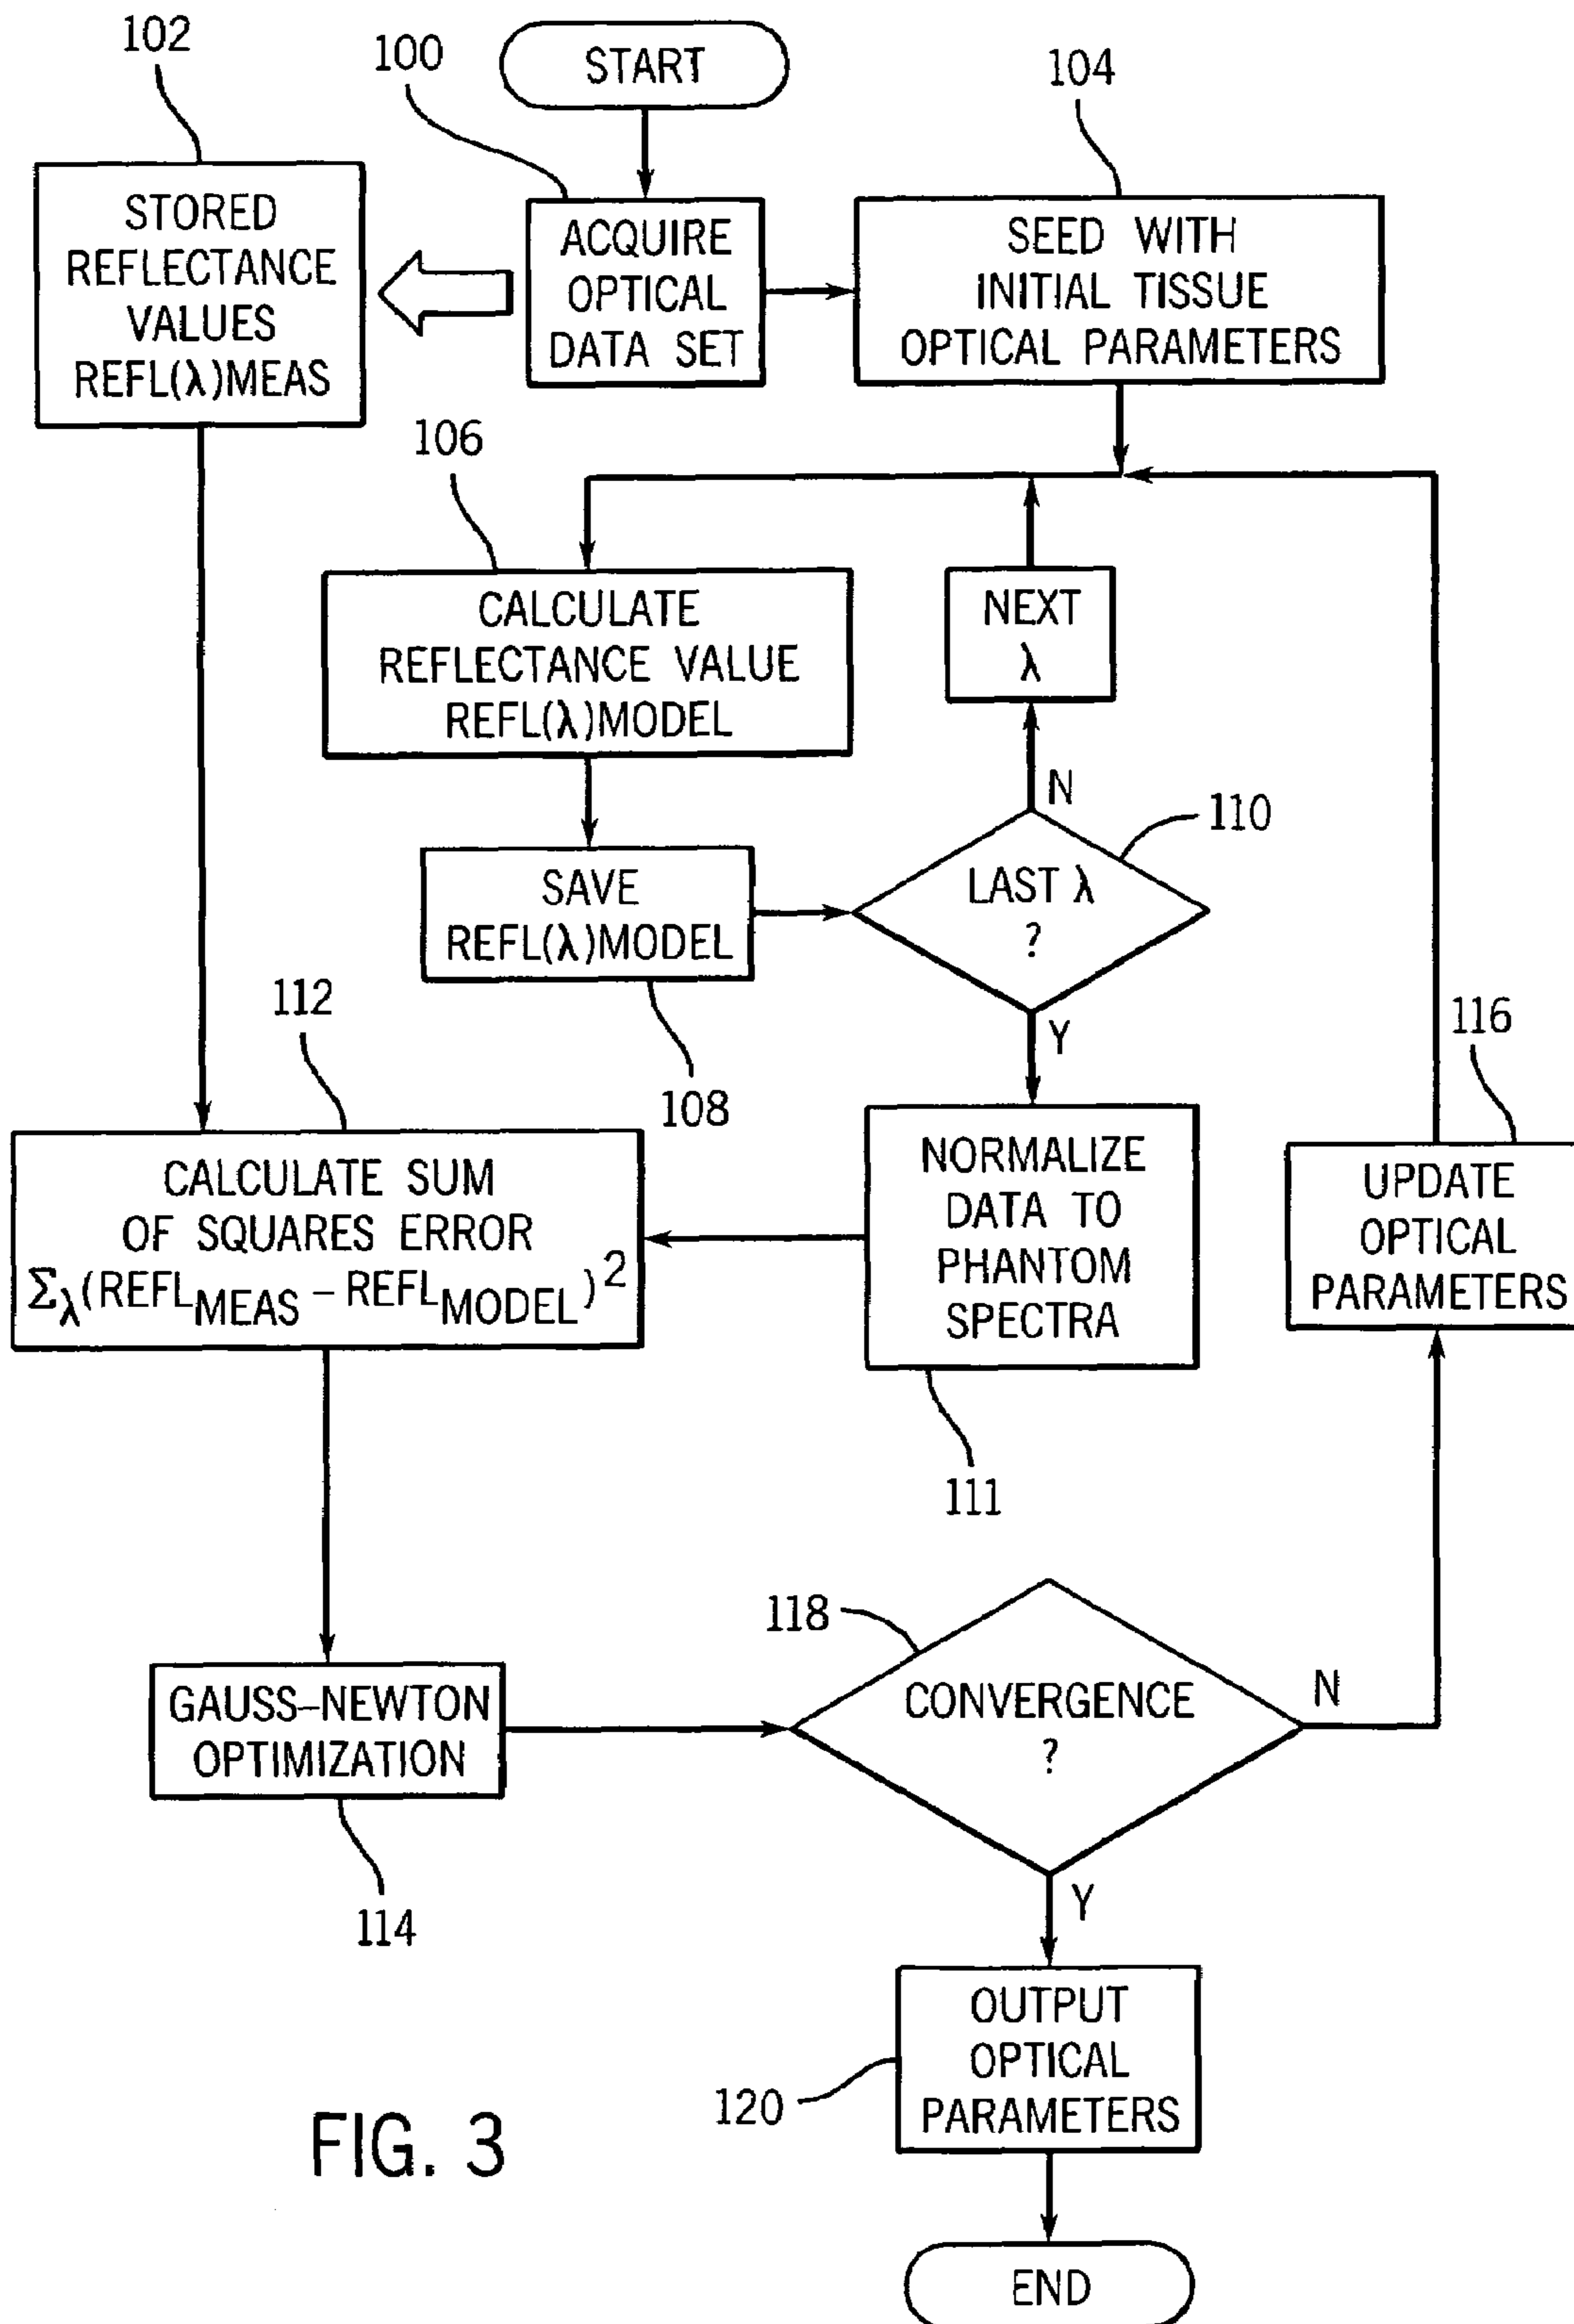 102
100
START
104
STORED
REFLECTANCE
VALUES
REFL(λ)MEAS
ACQUIRE
OPTICAL
DATA SET
SEED WITH
INITIAL TISSUE
OPTICAL PARAMETERS
106
CALCULATE
REFLECTANCE VALUE
REFL(λ)MODEL
NEXT
λ
N
110
SAVE
REFL(λ)MODEL
LAST λ
?
Y
108
112
116
CALCULATE SUM
OF SQUARES ERROR
Σλ(REFLMEAS – REFLMODEL)2
NORMALIZE
DATA TO
PHANTOM
SPECTRA
UPDATE
OPTICAL
PARAMETERS
111
118
GAUSS–NEWTON
OPTIMIZATION
CONVERGENCE
?
N
114
Y
OUTPUT
OPTICAL
PARAMETERS
120
FIG. 3
END